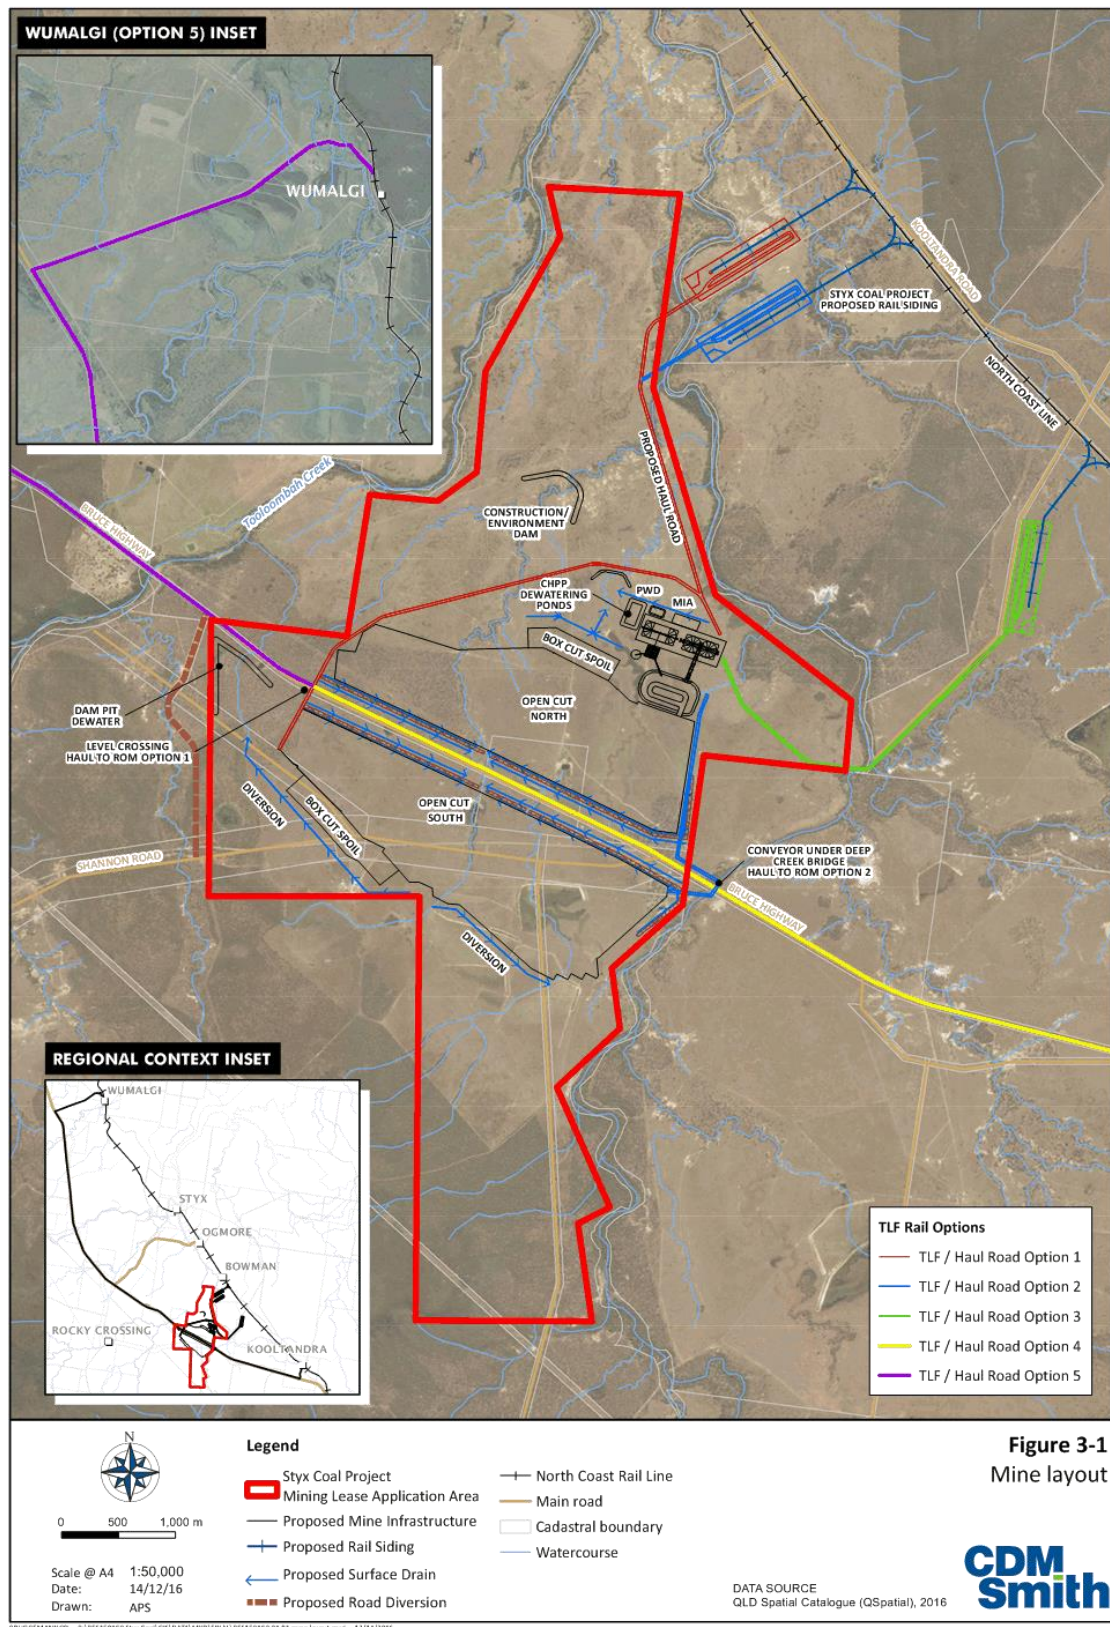 WUMALGI (OPTION 5) INSET
WUMALGI
KOOLTANDRA ROAD
STYX COAL PROJECT
PROPOSED RAIL SIDING
NORTH COAST LINE
PROPOSED HAUL ROAD
Tooloombah Creek
BRUCE HIGHWAY
CONSTRUCTION/
ENVIRONMENT
DAM
CHPP
DEWATERING
PONDS
PWD
MIA
BOX CUT SPOIL
OPEN CUT
NORTH
DAM PIT
DEWATER
LEVEL CROSSING
HAUL TO ROM OPTION 1
DIVERSION
BOX CUT SPOIL
OPEN CUT
SOUTH
SHANNON ROAD
CONVEYOR UNDER DEEP
CREEK BRIDGE
HAUL TO ROM OPTION 2
BRUCE HIGHWAY
DIVERSION
REGIONAL CONTEXT INSET
WUMALGI
STYX
OGMORE
BOWMAN
ROCKY CROSSING
KOOLTANDRA
TLF Rail Options
TLF / Haul Road Option 1
TLF / Haul Road Option 2
TLF / Haul Road Option 3
TLF / Haul Road Option 4
TLF / Haul Road Option 5
N
0 500 1,000 m
Scale @ A4 1:50,000
Date: 14/12/16
Drawn: APS
Legend
Styx Coal Project
Mining Lease Application Area
Proposed Mine Infrastructure
Proposed Rail Siding
Proposed Surface Drain
Proposed Road Diversion
North Coast Rail Line
Main road
Cadastral boundary
Watercourse
Figure 3-1
Mine layout
DATA SOURCE
QLD Spatial Catalogue (QSpatial), 2016
CDM
Smith